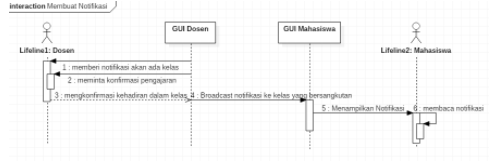 interaction Membuat Notifikasi
GUI Dosen
GUI Mahasiswa
Lifeline1: Dosen
Lifeline2: Mahasiswa
1 : memberi notifikasi akan ada kelas
2 : meminta konfirmasi pengajaran
3 : mengkonfirmasi kehadiran dalam kelas
4 : Broadcast notifikasi ke kelas yang bersangkutan
5 : Menampilkan Notifikasi
6 : membaca notifikasi